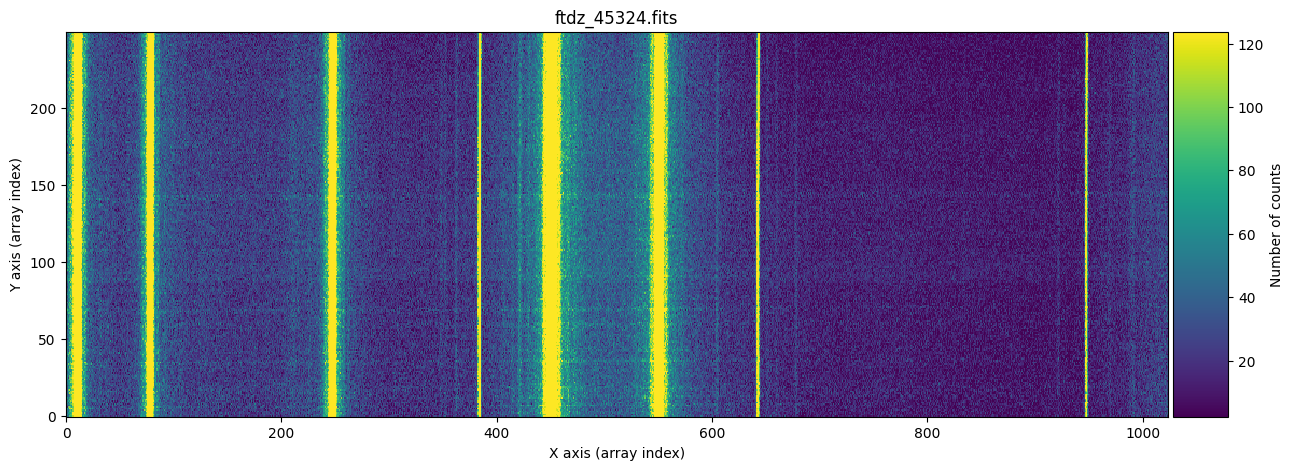 ftdz_45324.fits
Y axis (array index)
200
150
100
50
0
0 200 400 600 800 1000
X axis (array index)
120
100
80
60
40
20
Number of counts